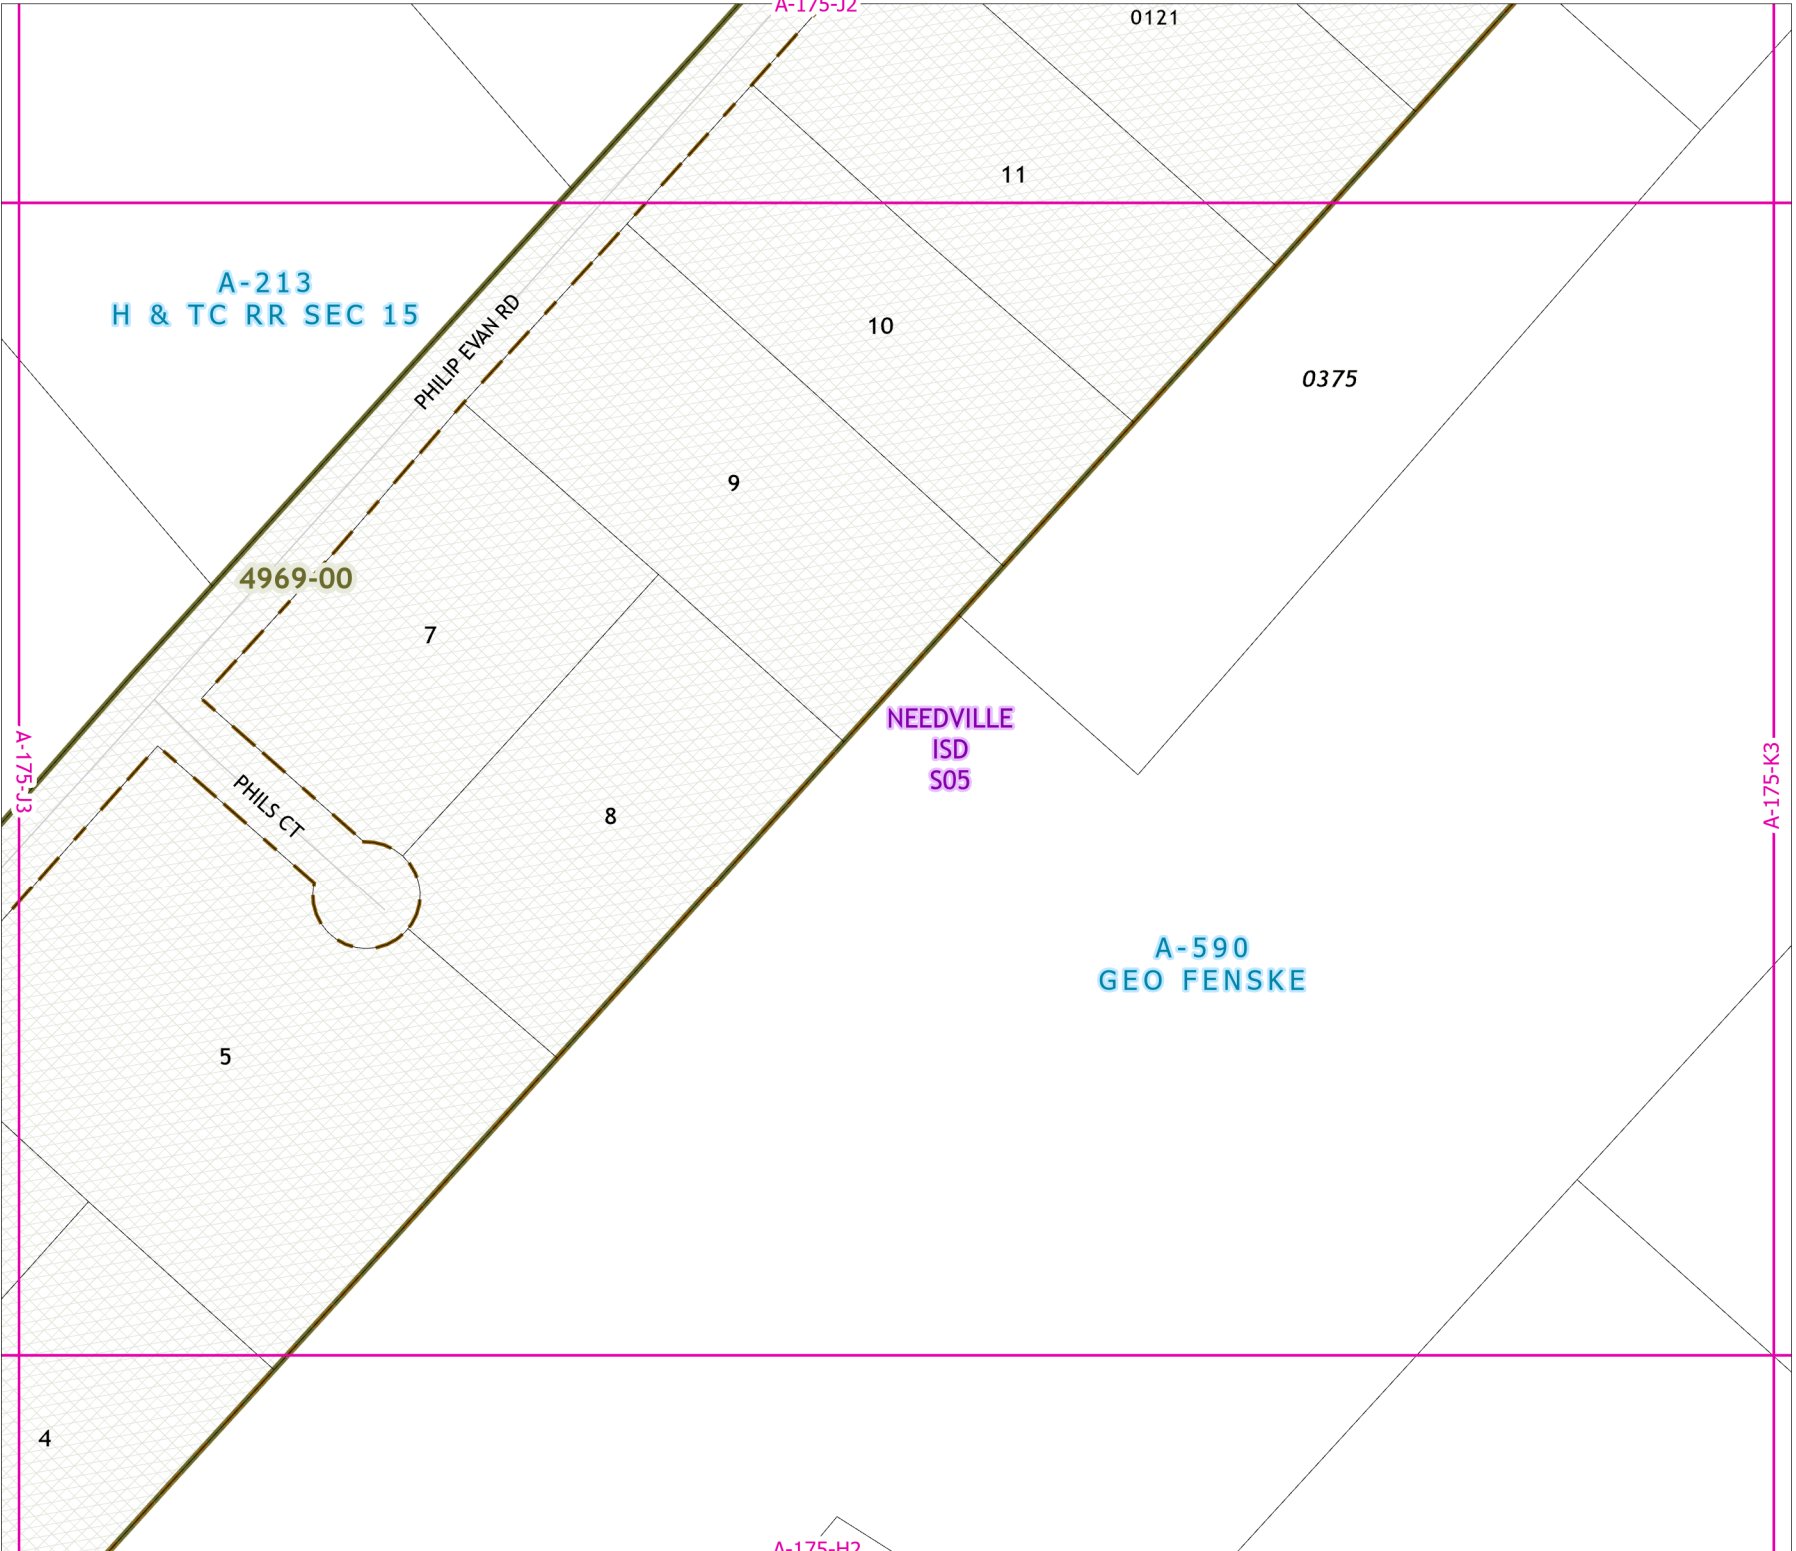 A-175-J2
0121
11
A-213
H & TC RR SEC 15
PHILIP EVAN RD
10
0375
9
4969-00
7
NEEDVILLE
ISD
S05
A-175-J3
A-175-K3
PHILS CT
8
A-590
GEO FENSKE
5
4
A-175-H2